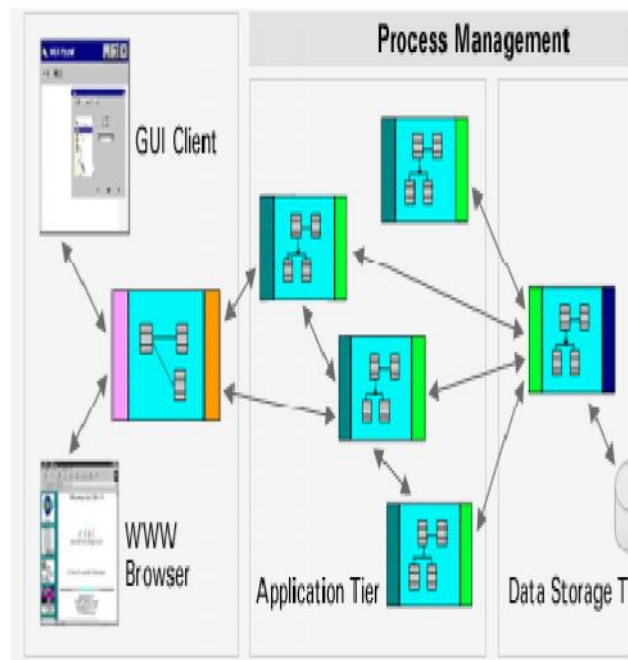 Process Management
GUI Client
WWW
Browser
Application Tier
Data Storage T